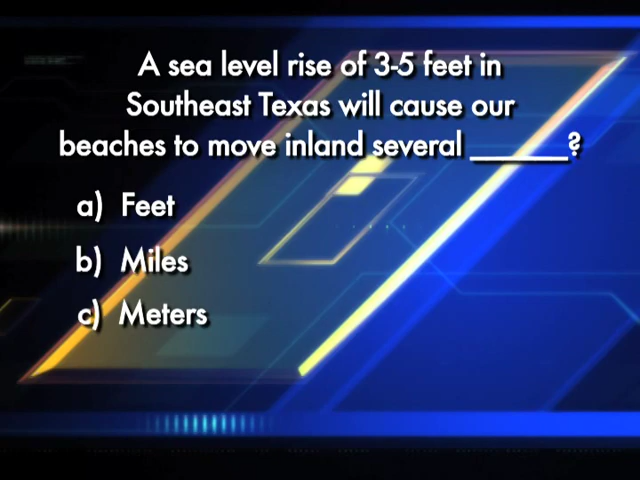 A sea level rise of 3-5 feet in
Southeast Texas will cause our
beaches to move inland several ______?
a) Feet
b) Miles
c) Meters